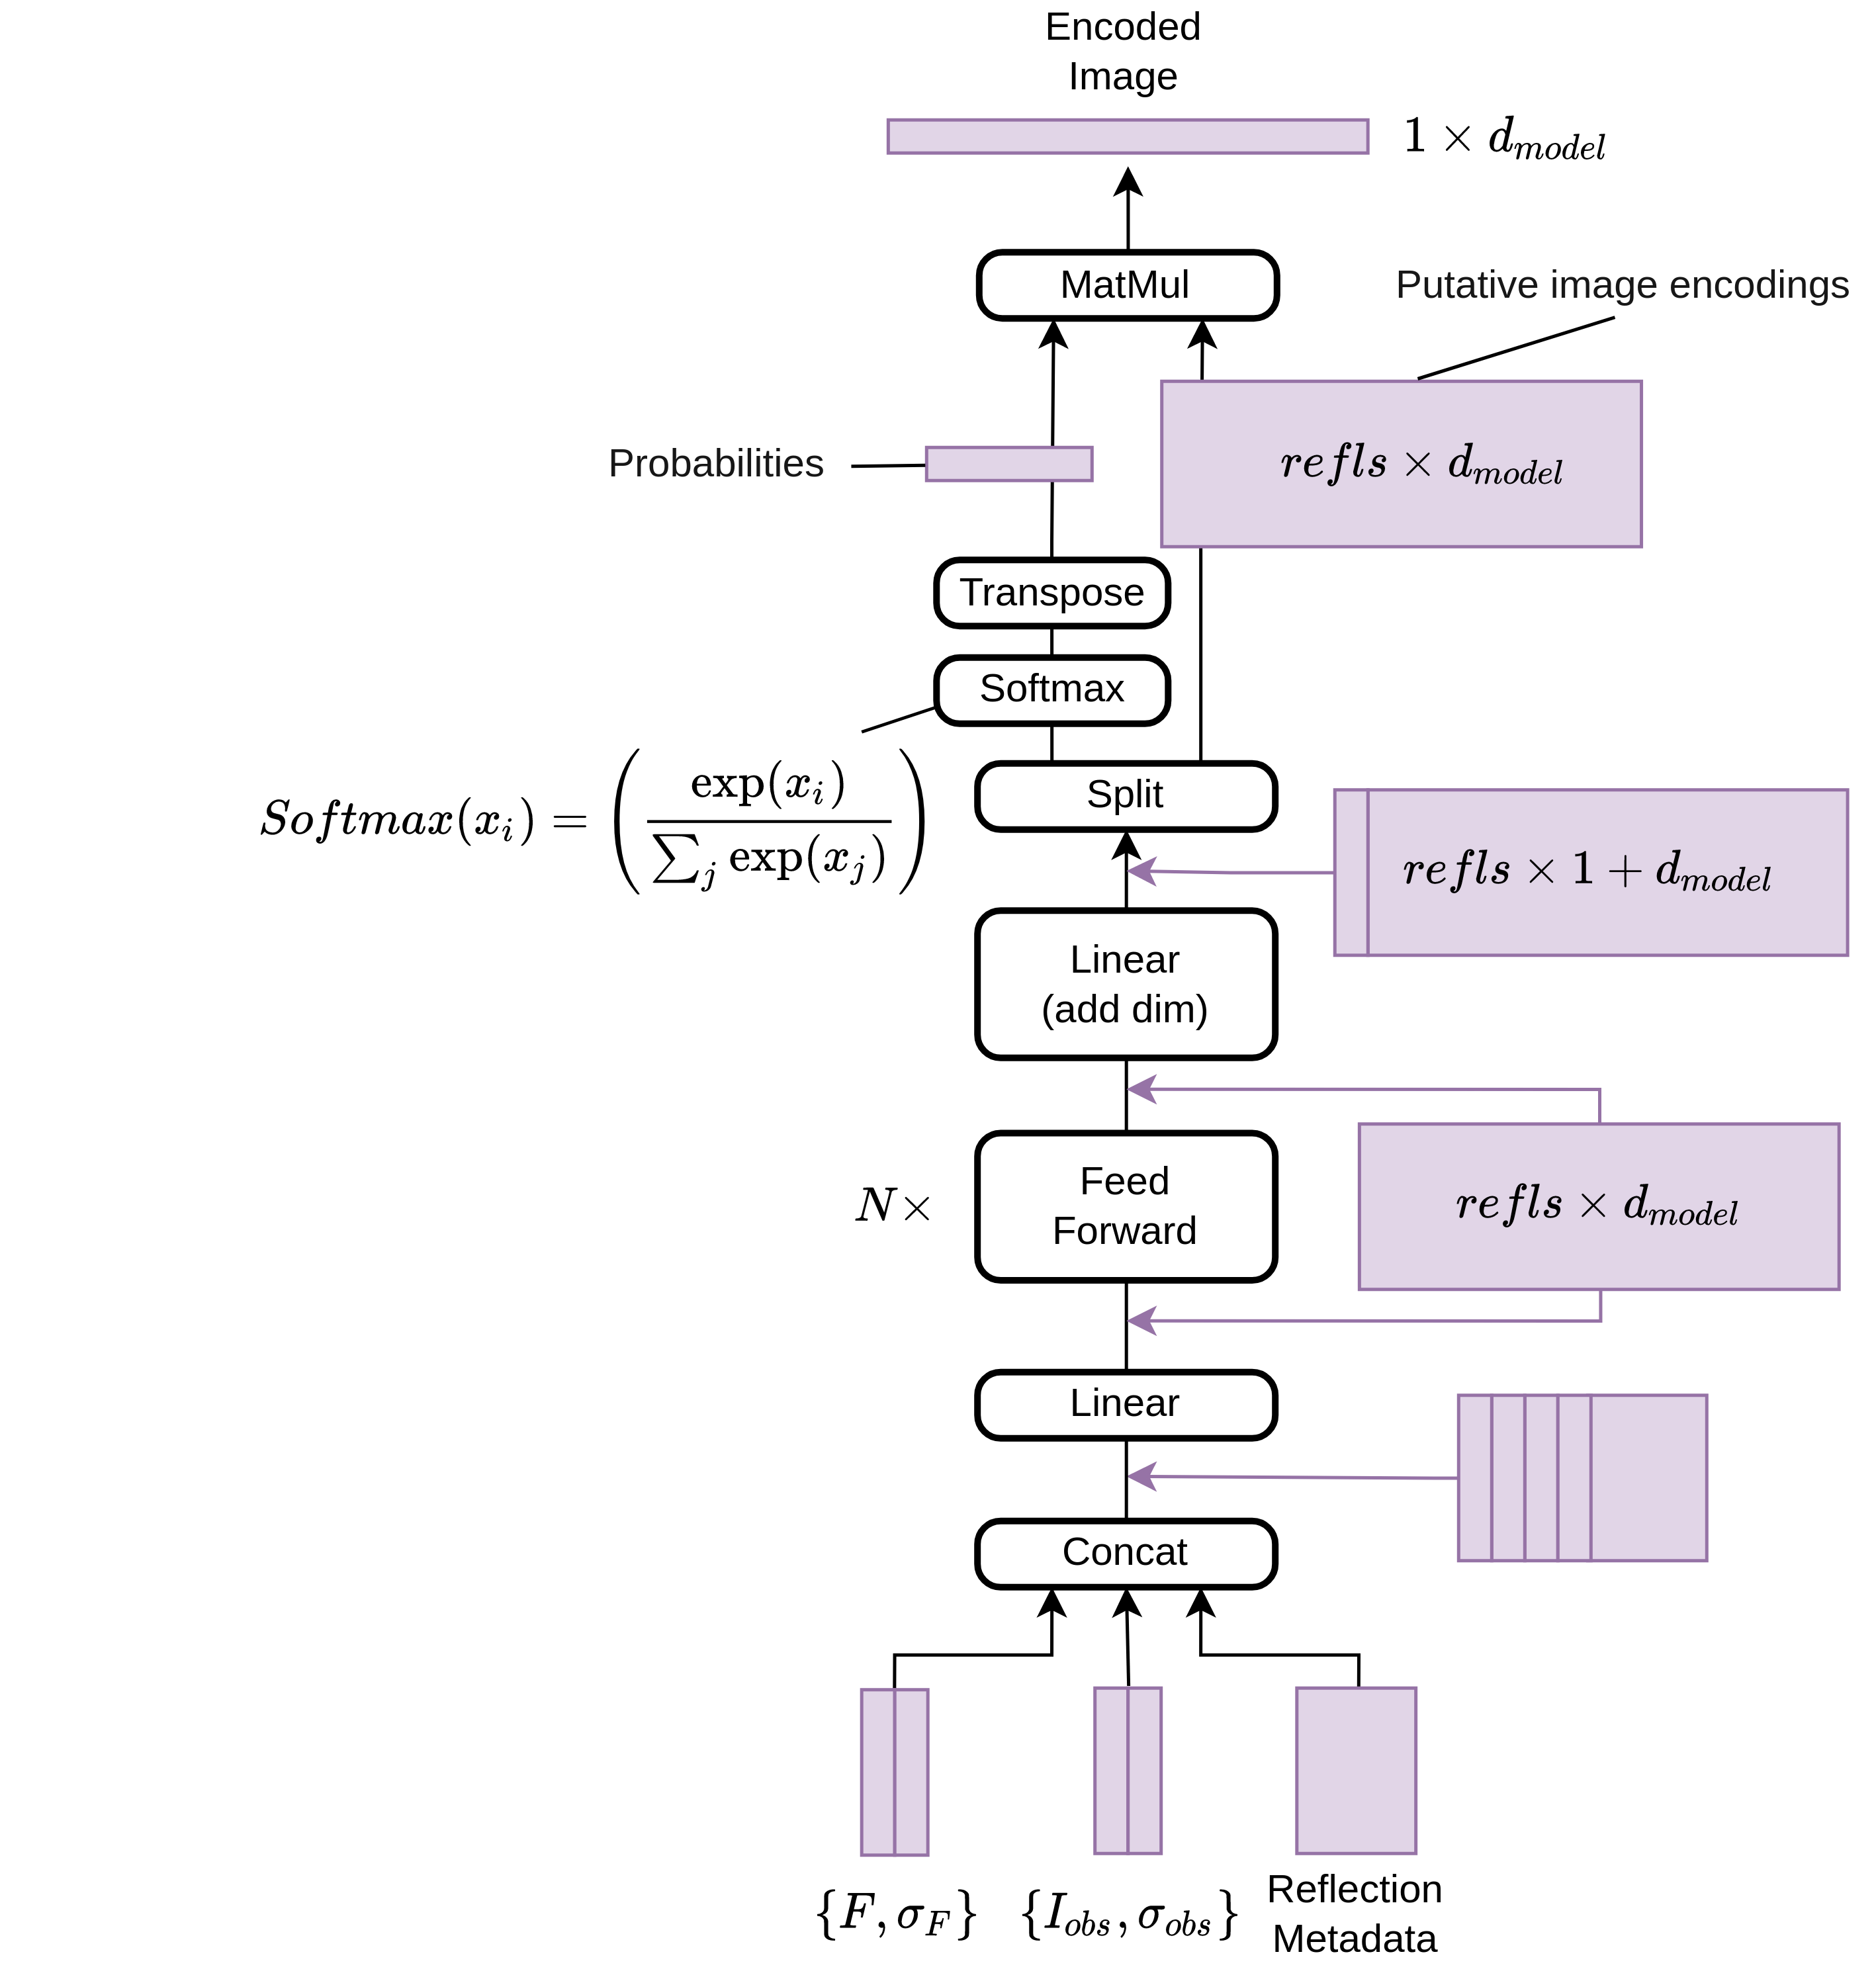 Encoded
Image
1 × d_model
MatMul
Putative image encodings
Probabilities
refls × d_model
Transpose
Softmax
Softmax(x_i) = ( exp(x_i) / ∑_j exp(x_j) )
Split
refls × 1 + d_model
Linear
(add dim)
N×
Feed
Forward
refls × d_model
Linear
Concat
{F, σ_F}
{I_obs, σ_obs}
Reflection
Metadata